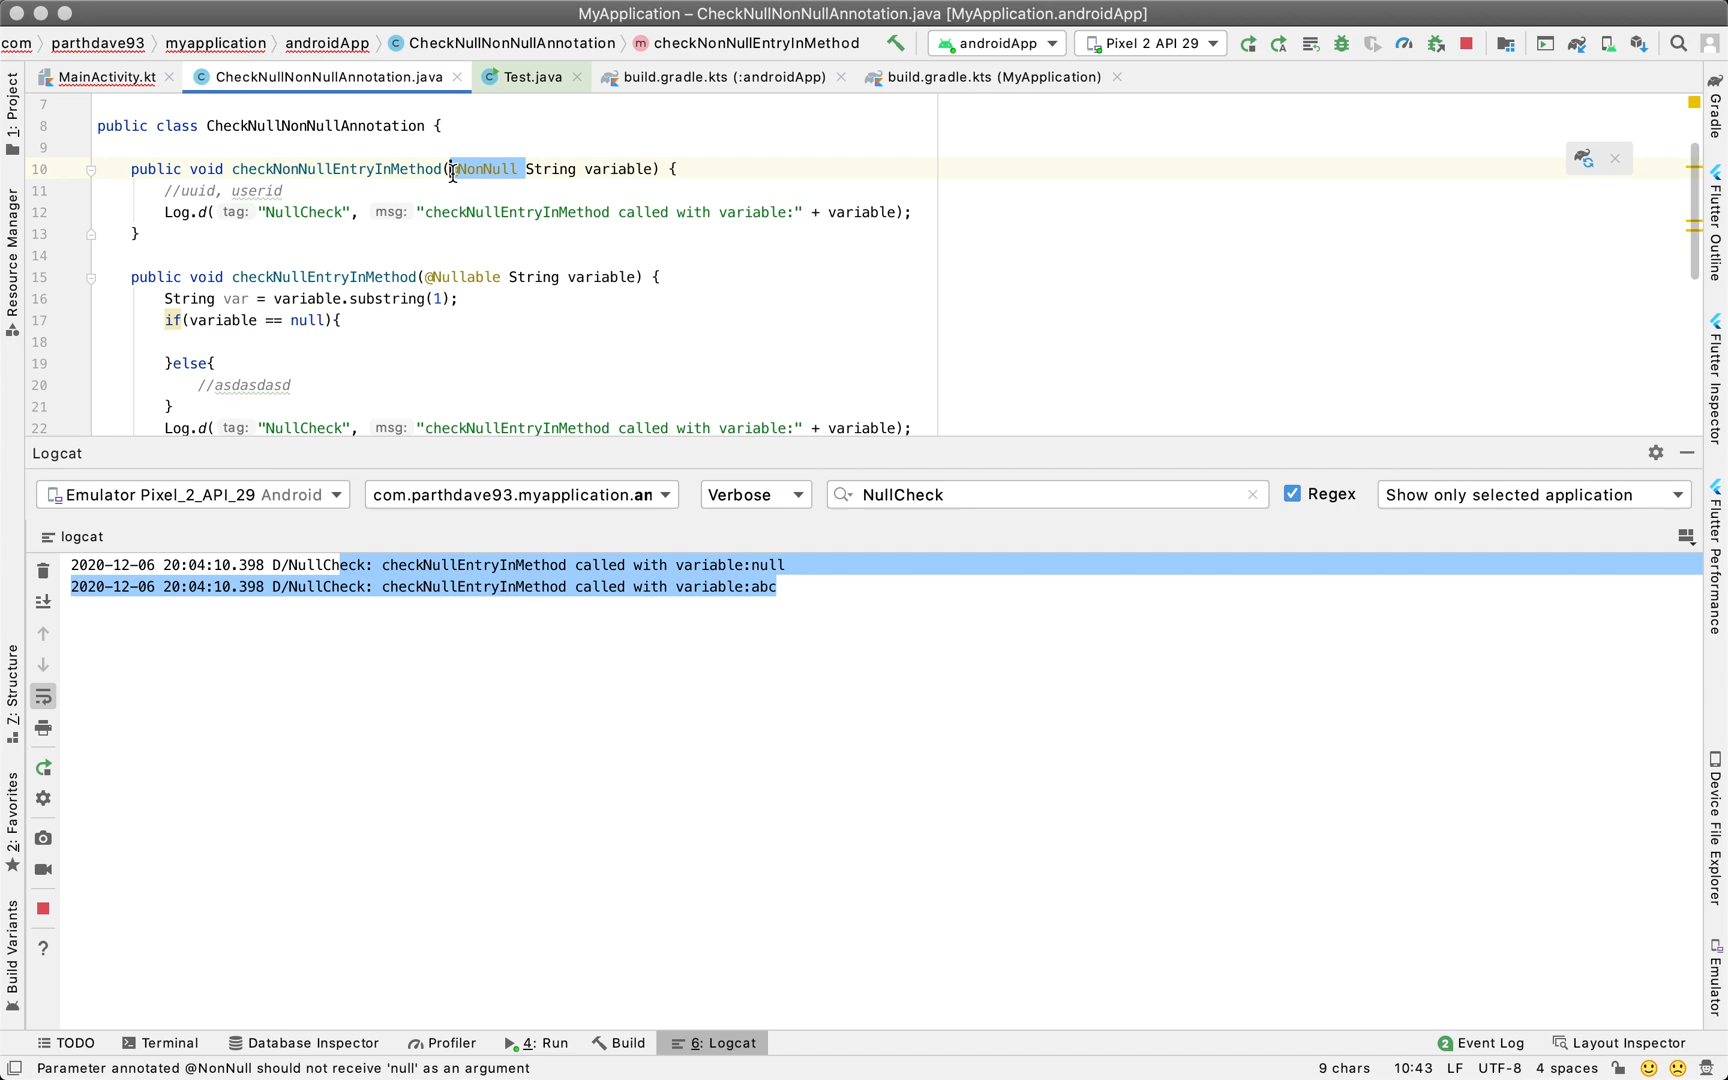 MyApplication – CheckNullNonNullAnnotation.java [MyApplication.androidApp]
com parthdave93 myapplication androidApp CheckNullNonNullAnnotation checkNonNullEntryInMethod androidApp Pixel 2 API 29
MainActivity.kt CheckNullNonNullAnnotation.java Test.java build.gradle.kts (:androidApp) build.gradle.kts (MyApplication)
7
8 public class CheckNullNonNullAnnotation {
9
10 public void checkNonNullEntryInMethod(@NonNull String variable) {
11 //uuid, userid
12 Log.d( tag: "NullCheck", msg: "checkNullEntryInMethod called with variable:" + variable);
13 }
14
15 public void checkNullEntryInMethod(@Nullable String variable) {
16 String var = variable.substring(1);
17 if(variable == null){
18
19 }else{
20 //asdasdasd
21 }
22 Log.d( tag: "NullCheck", msg: "checkNullEntryInMethod called with variable:" + variable);
Logcat
Emulator Pixel_2_API_29 Android com.parthdave93.myapplication.an Verbose NullCheck Regex Show only selected application
logcat
2020-12-06 20:04:10.398 D/NullCheck: checkNullEntryInMethod called with variable:null
2020-12-06 20:04:10.398 D/NullCheck: checkNullEntryInMethod called with variable:abc
1: Project
Resource Manager
Z: Structure
2: Favorites
Build Variants
Gradle
Flutter Outline
Flutter Inspector
Flutter Performance
Device File Explorer
Emulator
TODO Terminal Database Inspector Profiler 4: Run Build 6: Logcat 2 Event Log Layout Inspector
Parameter annotated @NonNull should not receive 'null' as an argument 9 chars 10:43 LF UTF-8 4 spaces